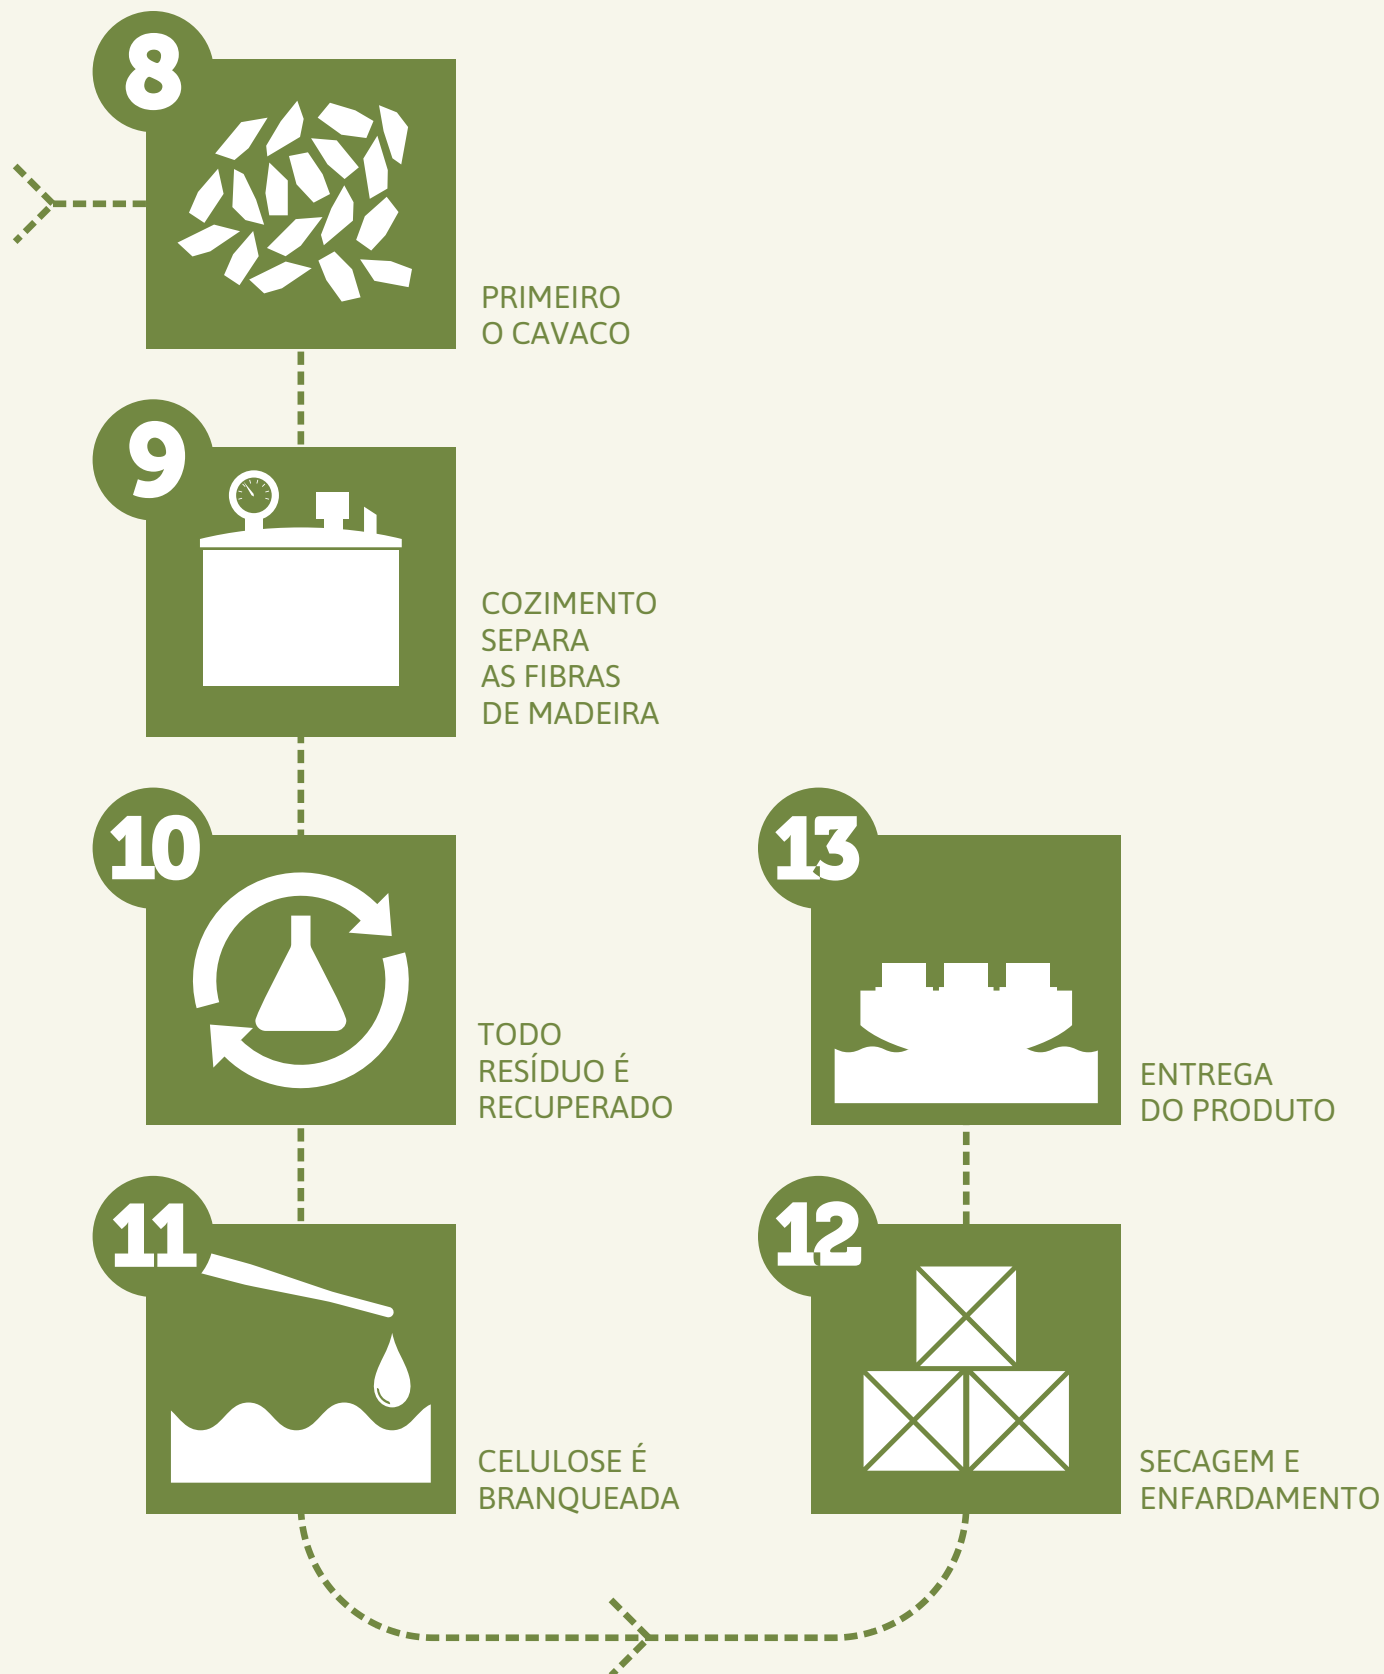 8
PRIMEIRO
O CAVACO
9
COZIMENTO
SEPARA
AS FIBRAS
DE MADEIRA
10
TODO
RESÍDUO É
RECUPERADO
11
CELULOSE É
BRANQUEADA
12
SECAGEM E
ENFARDAMENTO
13
ENTREGA
DO PRODUTO